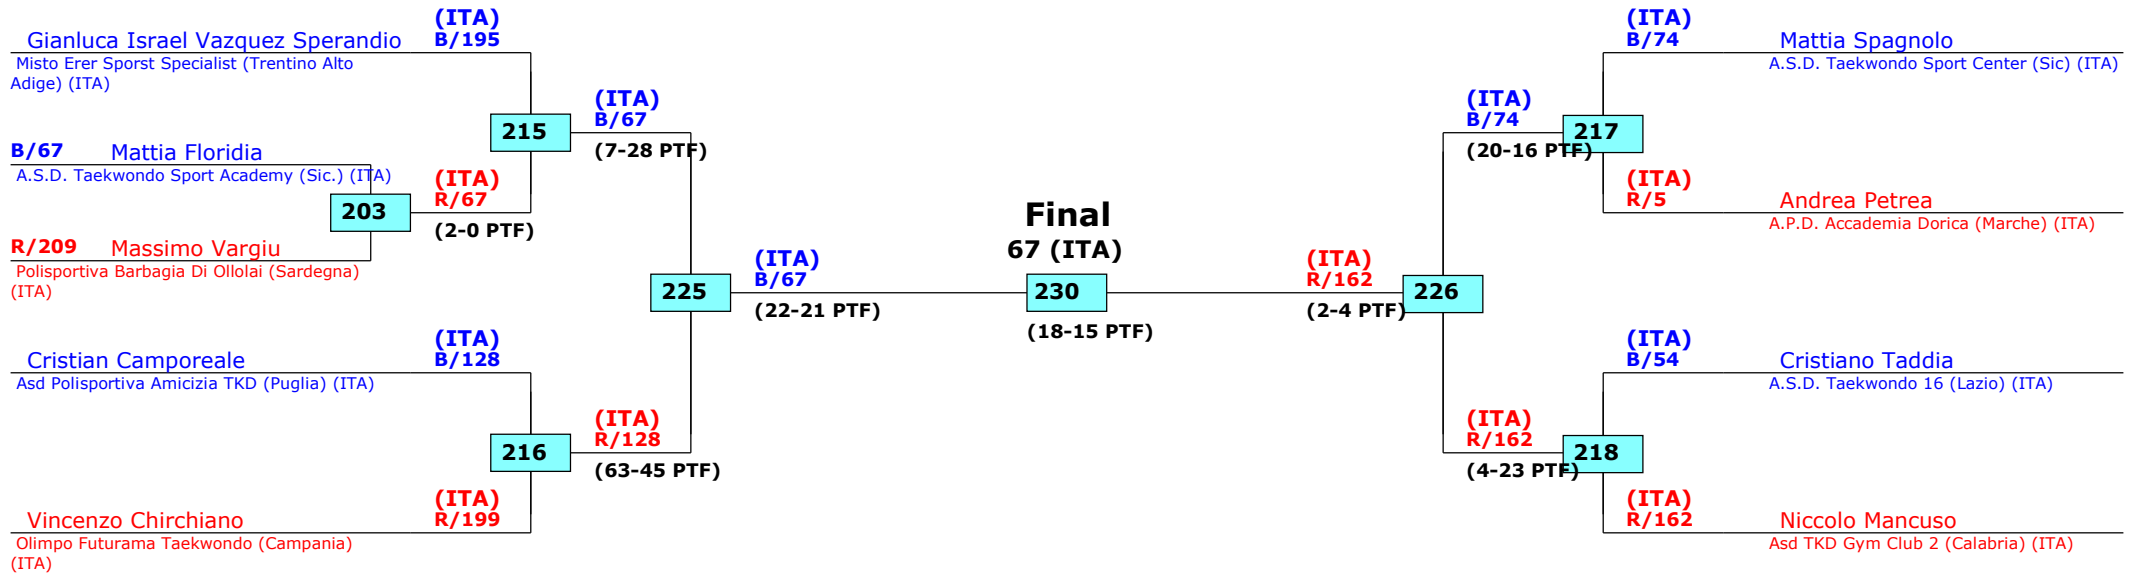 (ITA)
Gianluca Israel Vazquez Sperandio B/195
Misto Erer Sporst Specialist (Trentino Alto
Adige) (ITA)
(ITA)
B/67
215
(7-28 PTF)
B/67 Mattia Floridia
A.S.D. Taekwondo Sport Academy (Sic.) (ITA)
(ITA)
R/67
203
(2-0 PTF)
R/209 Massimo Vargiu
Polisportiva Barbagia Di Ollolai (Sardegna)
(ITA)
(ITA)
B/67
225
(22-21 PTF)
(ITA)
Cristian Camporeale B/128
Asd Polisportiva Amicizia TKD (Puglia) (ITA)
(ITA)
R/128
216
(63-45 PTF)
(ITA)
Vincenzo Chirchiano R/199
Olimpo Futurama Taekwondo (Campania)
(ITA)
Final
67 (ITA)
230
(18-15 PTF)
(ITA)
B/74 Mattia Spagnolo
A.S.D. Taekwondo Sport Center (Sic) (ITA)
(ITA)
B/74
217
(20-16 PTF)
(ITA)
R/5 Andrea Petrea
A.P.D. Accademia Dorica (Marche) (ITA)
(ITA)
R/162
226
(2-4 PTF)
(ITA)
B/54 Cristiano Taddia
A.S.D. Taekwondo 16 (Lazio) (ITA)
(ITA)
R/162
218
(4-23 PTF)
(ITA)
R/162 Niccolo Mancuso
Asd TKD Gym Club 2 (Calabria) (ITA)